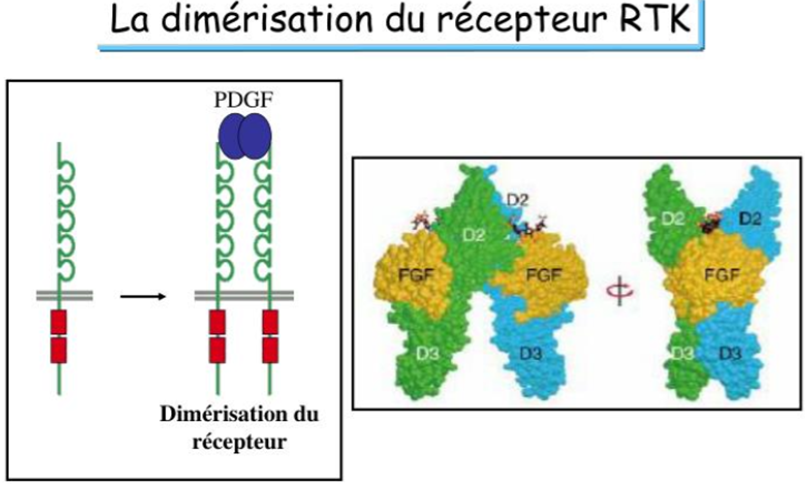 La dimérisation du récepteur RTK
PDGF
Dimérisation du
récepteur
D2
D2
FGF
FGF
D3
D3
D2
D2
FGF
D3
D3